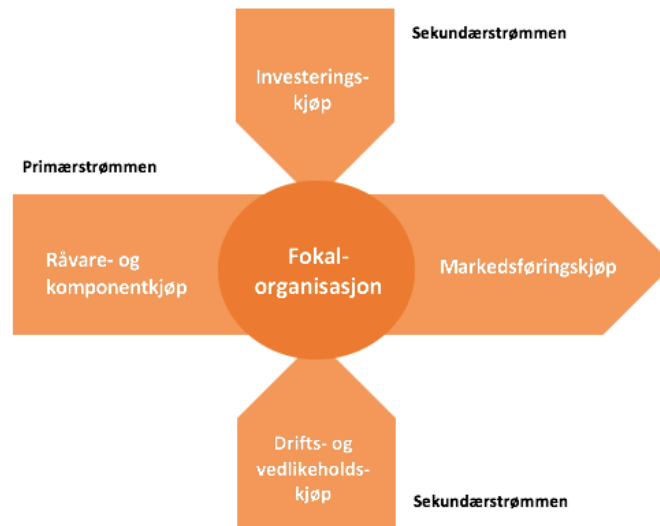 Sekundærstrømmen
Investerings-
kjøp
Primærstrømmen
Råvare- og
komponentkjøp
Fokal-
organisasjon
Markedsføringskjøp
Drifts- og
vedlikeholds-
kjøp
Sekundærstrømmen